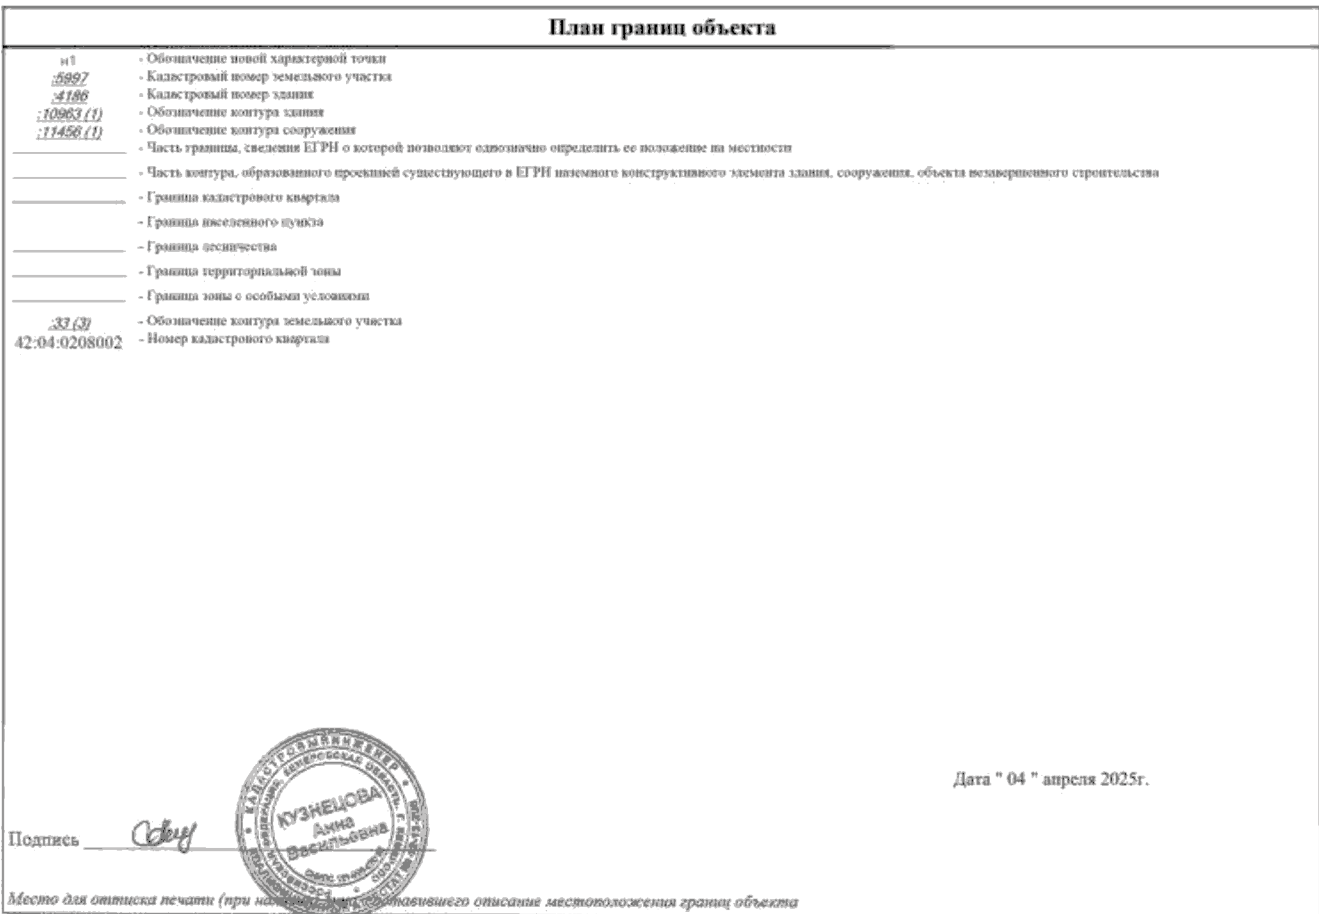 План границ объекта
н1 - Обозначение новой характерной точки
:5997 - Кадастровый номер земельного участка
:4186 - Кадастровый номер здания
:10963 (1) - Обозначение контура здания
:11456 (1) - Обозначение контура сооружения
- Часть границы, сведения ЕГРН о которой позволяют однозначно определить ее положение на местности
- Часть контура, образованного проекцией существующего в ЕГРН наземного конструктивного элемента здания, сооружения, объекта незавершенного строительства
- Граница кадастрового квартала
- Граница населенного пункта
- Граница лесничества
- Граница территориальной зоны
- Граница зоны с особыми условиями
:33 (3) - Обозначение контура земельного участка
42:04:0208002 - Номер кадастрового квартала
КАДАСТРОВЫЙ ИНЖЕНЕР
КЕМЕРОВСКАЯ ОБЛАСТЬ, Г.
КУЗНЕЦОВА
Анна
Васильевна
Дата " 04 " апреля 2025г.
Подпись
Место для оттиска печати (при составившего описание местоположения границ объекта